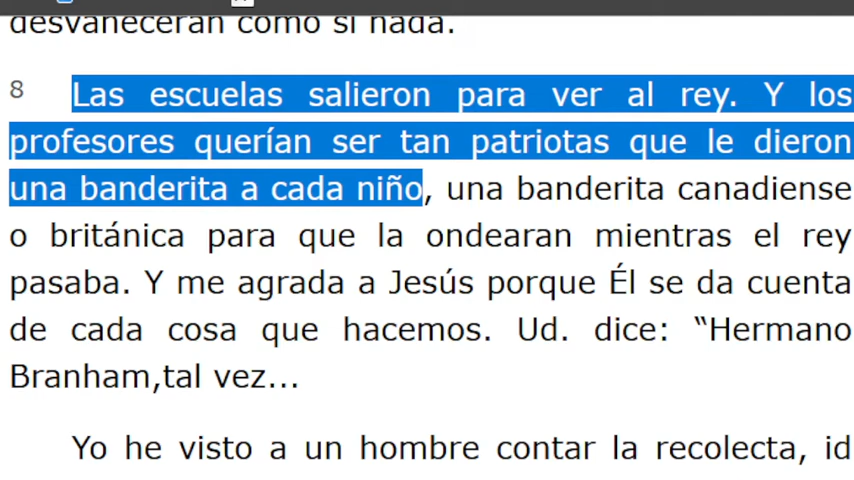 desvanecerán como si nada.
8 Las escuelas salieron para ver al rey. Y los
profesores querían ser tan patriotas que le dieron
una banderita a cada niño, una banderita canadiense
o británica para que la ondearan mientras el rey
pasaba. Y me agrada a Jesús porque Él se da cuenta
de cada cosa que hacemos. Ud. dice: “Hermano
Branham,tal vez...
Yo he visto a un hombre contar la recolecta, id